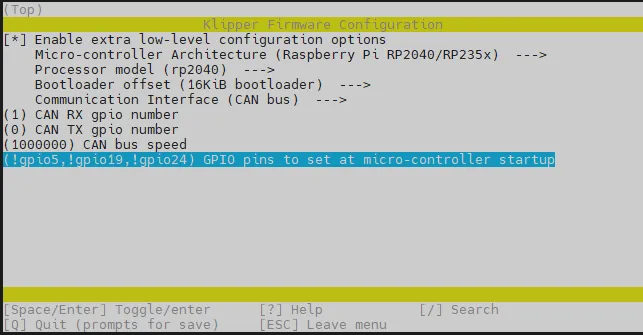 (Top)
Klipper Firmware Configuration
[*] Enable extra low-level configuration options
Micro-controller Architecture (Raspberry Pi RP2040/RP235x)  --->
Processor model (rp2040)  --->
Bootloader offset (16KiB bootloader)  --->
Communication Interface (CAN bus)  --->
(1) CAN RX gpio number
(0) CAN TX gpio number
(1000000) CAN bus speed
(!gpio5,!gpio19,!gpio24) GPIO pins to set at micro-controller startup
[Space/Enter] Toggle/enter [?] Help [/] Search
[Q] Quit (prompts for save) [ESC] Leave menu